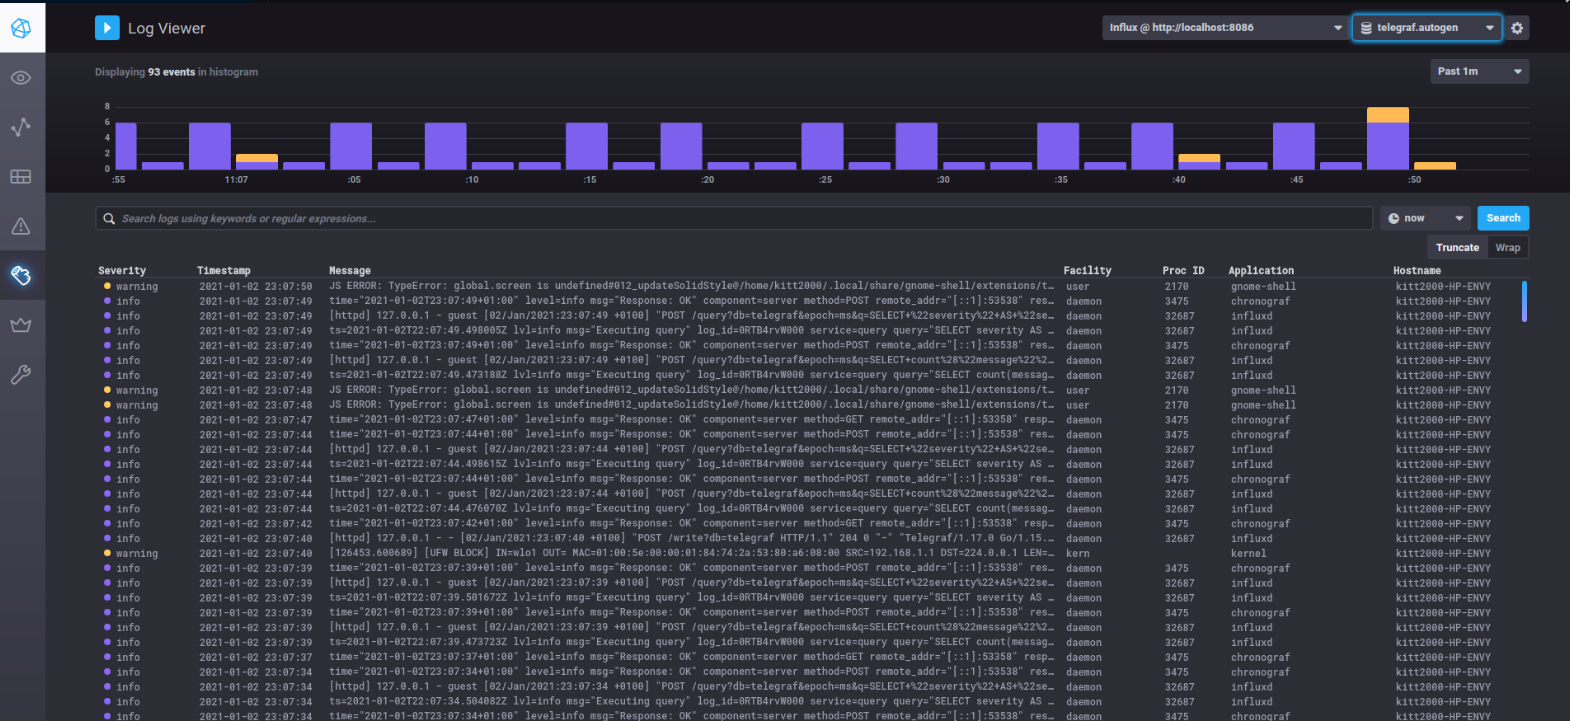 Log Viewer
Influx @ http://localhost:8086
telegraf.autogen
Displaying 93 events in histogram
Past 1m
8
6
4
2
0
:55 11:07 :05 :10 :15 :20 :25 :30 :35 :40 :45 :50
Search logs using keywords or regular expressions...
now
Search
Truncate Wrap
Severity Timestamp Message Facility Proc ID Application Hostname
warning 2021-01-02 23:07:50 JS ERROR: TypeError: global.screen is undefined#012_updateSolidStyle@/home/kitt2000/.local/share/gnome-shell/extensions/t… user 2170 gnome-shell kitt2000-HP-ENVY
info 2021-01-02 23:07:49 time="2021-01-02T23:07:49+01:00" level=info msg="Response: OK" component=server method=POST remote_addr="[::1]:53538" res… daemon 3475 chronograf kitt2000-HP-ENVY
info 2021-01-02 23:07:49 [httpd] 127.0.0.1 - guest [02/Jan/2021:23:07:49 +0100] "POST /query?db=telegraf&epoch=ms&q=SELECT+%22severity%22+AS+%22se… daemon 32687 influxd kitt2000-HP-ENVY
info 2021-01-02 23:07:49 ts=2021-01-02T22:07:49.498005Z lvl=info msg="Executing query" log_id=0RTB4rvW000 service=query query="SELECT severity AS … daemon 32687 influxd kitt2000-HP-ENVY
info 2021-01-02 23:07:49 time="2021-01-02T23:07:49+01:00" level=info msg="Response: OK" component=server method=POST remote_addr="[::1]:53538" res… daemon 3475 chronograf kitt2000-HP-ENVY
info 2021-01-02 23:07:49 [httpd] 127.0.0.1 - guest [02/Jan/2021:23:07:49 +0100] "POST /query?db=telegraf&epoch=ms&q=SELECT+count%28%22message%22%2… daemon 32687 influxd kitt2000-HP-ENVY
info 2021-01-02 23:07:49 ts=2021-01-02T22:07:49.473188Z lvl=info msg="Executing query" log_id=0RTB4rvW000 service=query query="SELECT count(messag… daemon 32687 influxd kitt2000-HP-ENVY
warning 2021-01-02 23:07:48 JS ERROR: TypeError: global.screen is undefined#012_updateSolidStyle@/home/kitt2000/.local/share/gnome-shell/extensions/t… user 2170 gnome-shell kitt2000-HP-ENVY
warning 2021-01-02 23:07:48 JS ERROR: TypeError: global.screen is undefined#012_updateSolidStyle@/home/kitt2000/.local/share/gnome-shell/extensions/t… user 2170 gnome-shell kitt2000-HP-ENVY
info 2021-01-02 23:07:47 time="2021-01-02T23:07:47+01:00" level=info msg="Response: OK" component=server method=GET remote_addr="[::1]:53358" resp… daemon 3475 chronograf kitt2000-HP-ENVY
info 2021-01-02 23:07:44 time="2021-01-02T23:07:44+01:00" level=info msg="Response: OK" component=server method=POST remote_addr="[::1]:53538" res… daemon 3475 chronograf kitt2000-HP-ENVY
info 2021-01-02 23:07:44 [httpd] 127.0.0.1 - guest [02/Jan/2021:23:07:44 +0100] "POST /query?db=telegraf&epoch=ms&q=SELECT+%22severity%22+AS+%22se… daemon 32687 influxd kitt2000-HP-ENVY
info 2021-01-02 23:07:44 ts=2021-01-02T22:07:44.498615Z lvl=info msg="Executing query" log_id=0RTB4rvW000 service=query query="SELECT severity AS … daemon 32687 influxd kitt2000-HP-ENVY
info 2021-01-02 23:07:44 time="2021-01-02T23:07:44+01:00" level=info msg="Response: OK" component=server method=POST remote_addr="[::1]:53538" res… daemon 3475 chronograf kitt2000-HP-ENVY
info 2021-01-02 23:07:44 [httpd] 127.0.0.1 - guest [02/Jan/2021:23:07:44 +0100] "POST /query?db=telegraf&epoch=ms&q=SELECT+count%28%22message%22%2… daemon 32687 influxd kitt2000-HP-ENVY
info 2021-01-02 23:07:44 ts=2021-01-02T22:07:44.476070Z lvl=info msg="Executing query" log_id=0RTB4rvW000 service=query query="SELECT count(messag… daemon 32687 influxd kitt2000-HP-ENVY
info 2021-01-02 23:07:42 time="2021-01-02T23:07:42+01:00" level=info msg="Response: OK" component=server method=GET remote_addr="[::1]:53538" resp… daemon 3475 chronograf kitt2000-HP-ENVY
info 2021-01-02 23:07:40 [httpd] 127.0.0.1 - - [02/Jan/2021:23:07:40 +0100] "POST /write?db=telegraf HTTP/1.1" 204 0 "-" "Telegraf/1.17.0 Go/1.15.… daemon 32687 influxd kitt2000-HP-ENVY
warning 2021-01-02 23:07:40 [126453.600689] [UFW BLOCK] IN=wlo1 OUT= MAC=01:00:5e:00:00:01:84:74:2a:53:80:a6:08:00 SRC=192.168.1.1 DST=224.0.0.1 LEN=… kern kernel kitt2000-HP-ENVY
info 2021-01-02 23:07:39 time="2021-01-02T23:07:39+01:00" level=info msg="Response: OK" component=server method=POST remote_addr="[::1]:53538" res… daemon 3475 chronograf kitt2000-HP-ENVY
info 2021-01-02 23:07:39 [httpd] 127.0.0.1 - guest [02/Jan/2021:23:07:39 +0100] "POST /query?db=telegraf&epoch=ms&q=SELECT+%22severity%22+AS+%22se… daemon 32687 influxd kitt2000-HP-ENVY
info 2021-01-02 23:07:39 ts=2021-01-02T22:07:39.501672Z lvl=info msg="Executing query" log_id=0RTB4rvW000 service=query query="SELECT severity AS … daemon 32687 influxd kitt2000-HP-ENVY
info 2021-01-02 23:07:39 time="2021-01-02T23:07:39+01:00" level=info msg="Response: OK" component=server method=POST remote_addr="[::1]:53538" res… daemon 3475 chronograf kitt2000-HP-ENVY
info 2021-01-02 23:07:39 [httpd] 127.0.0.1 - guest [02/Jan/2021:23:07:39 +0100] "POST /query?db=telegraf&epoch=ms&q=SELECT+count%28%22message%22%2… daemon 32687 influxd kitt2000-HP-ENVY
info 2021-01-02 23:07:39 ts=2021-01-02T22:07:39.473723Z lvl=info msg="Executing query" log_id=0RTB4rvW000 service=query query="SELECT count(messag… daemon 32687 influxd kitt2000-HP-ENVY
info 2021-01-02 23:07:37 time="2021-01-02T23:07:37+01:00" level=info msg="Response: OK" component=server method=GET remote_addr="[::1]:53358" resp… daemon 3475 chronograf kitt2000-HP-ENVY
info 2021-01-02 23:07:34 time="2021-01-02T23:07:34+01:00" level=info msg="Response: OK" component=server method=POST remote_addr="[::1]:53538" res… daemon 3475 chronograf kitt2000-HP-ENVY
info 2021-01-02 23:07:34 [httpd] 127.0.0.1 - guest [02/Jan/2021:23:07:34 +0100] "POST /query?db=telegraf&epoch=ms&q=SELECT+%22severity%22+AS+%22se… daemon 32687 influxd kitt2000-HP-ENVY
info 2021-01-02 23:07:34 ts=2021-01-02T22:07:34.504082Z lvl=info msg="Executing query" log_id=0RTB4rvW000 service=query query="SELECT severity AS … daemon 32687 influxd kitt2000-HP-ENVY
info 2021-01-02 23:07:34 time="2021-01-02T23:07:34+01:00" level=info msg="Response: OK" component=server method=POST remote_addr="[::1]:53538" res… daemon 3475 chronograf kitt2000-HP-ENVY